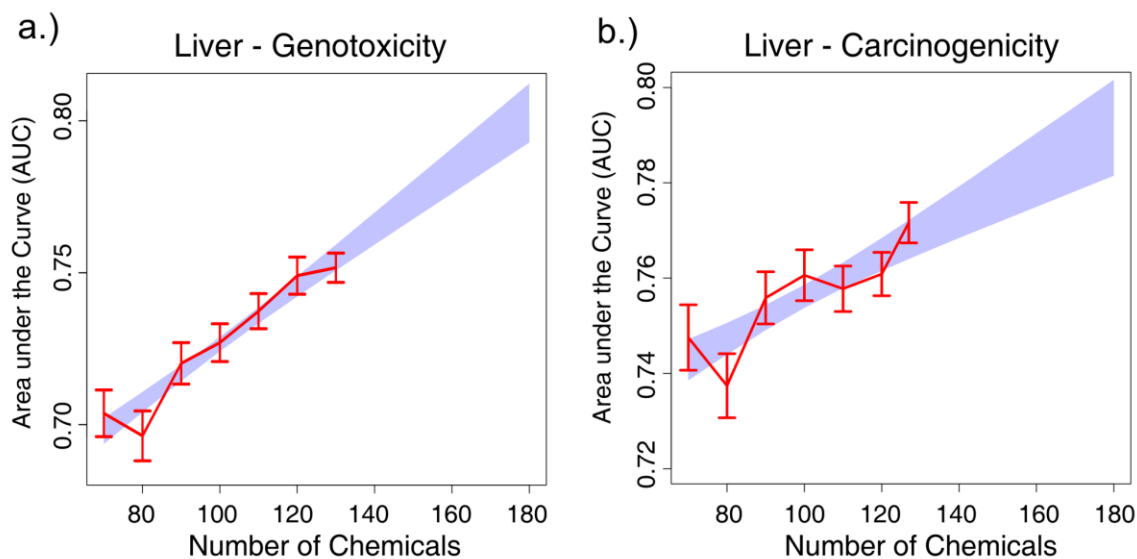 a.)
Liver - Genotoxicity
Area under the Curve (AUC)
0.80
0.75
0.70
80 100 120 140 160 180
Number of Chemicals
b.)
Liver - Carcinogenicity
Area under the Curve (AUC)
0.80
0.78
0.76
0.74
0.72
80 100 120 140 160 180
Number of Chemicals